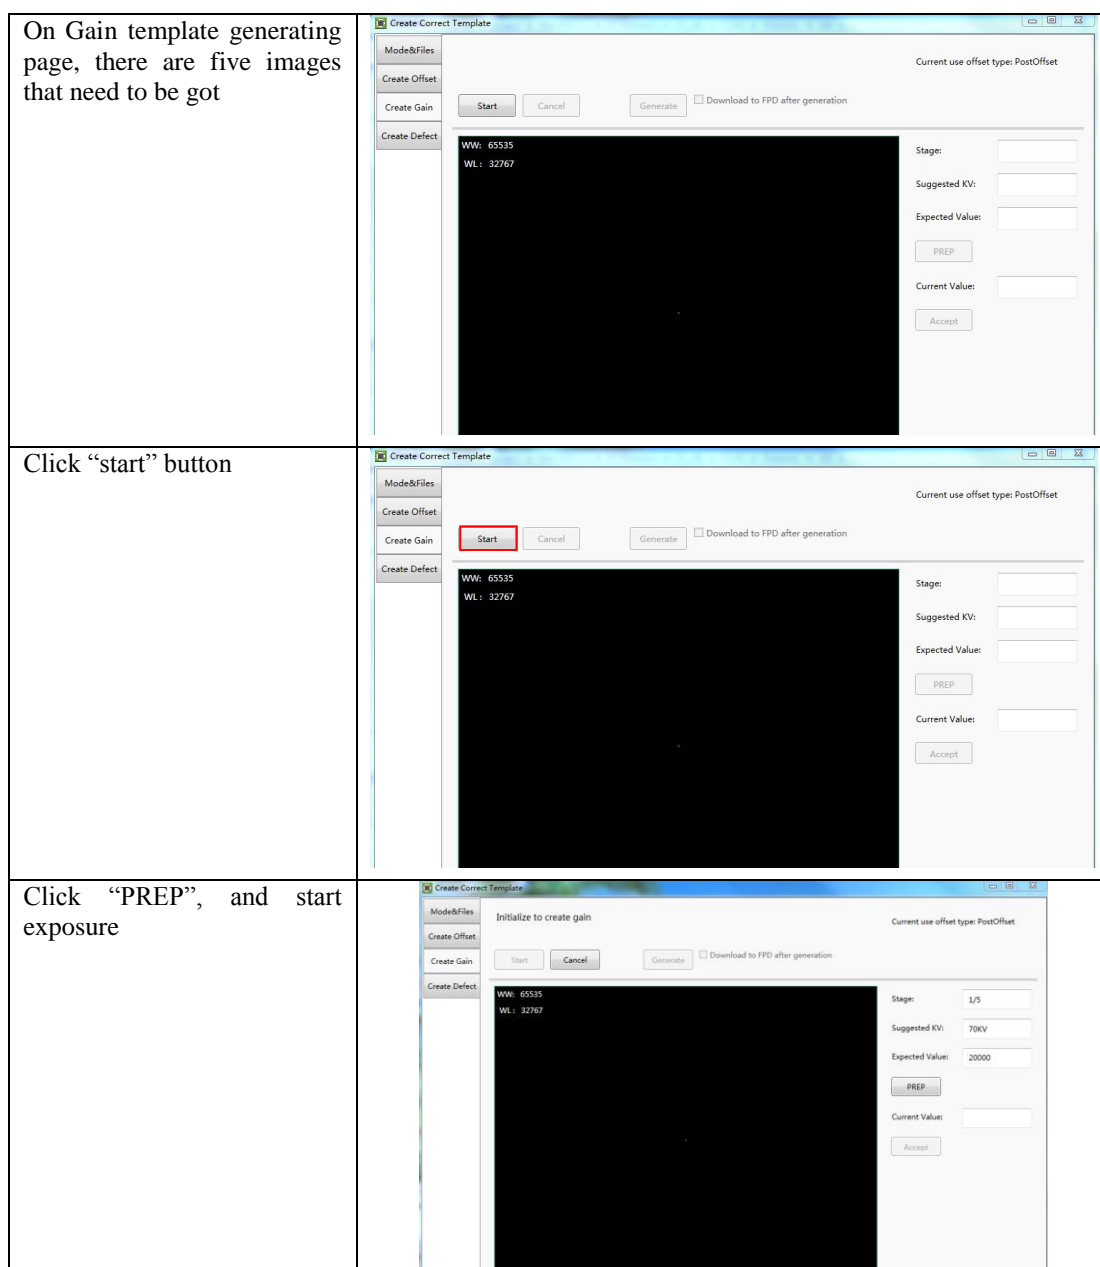 On Gain template generating
page, there are five images
that need to be got
Create Correct Template
Mode&Files
Create Offset
Create Gain
Create Defect
Current use offset type: PostOffset
Start Cancel Generate Download to FPD after generation
WW: 65535
WL: 32767
Stage:
Suggested KV:
Expected Value:
PREP
Current Value:
Accept
Click “start” button
Create Correct Template
Mode&Files
Create Offset
Create Gain
Create Defect
Current use offset type: PostOffset
Start Cancel Generate Download to FPD after generation
WW: 65535
WL: 32767
Stage:
Suggested KV:
Expected Value:
PREP
Current Value:
Accept
Click “PREP”, and start
exposure
Create Correct Template
Mode&Files
Create Offset
Create Gain
Create Defect
Initialize to create gain
Current use offset type: PostOffset
Start Cancel Generate Download to FPD after generation
WW: 65535
WL: 32767
Stage: 1/5
Suggested KV: 70KV
Expected Value: 20000
PREP
Current Value:
Accept